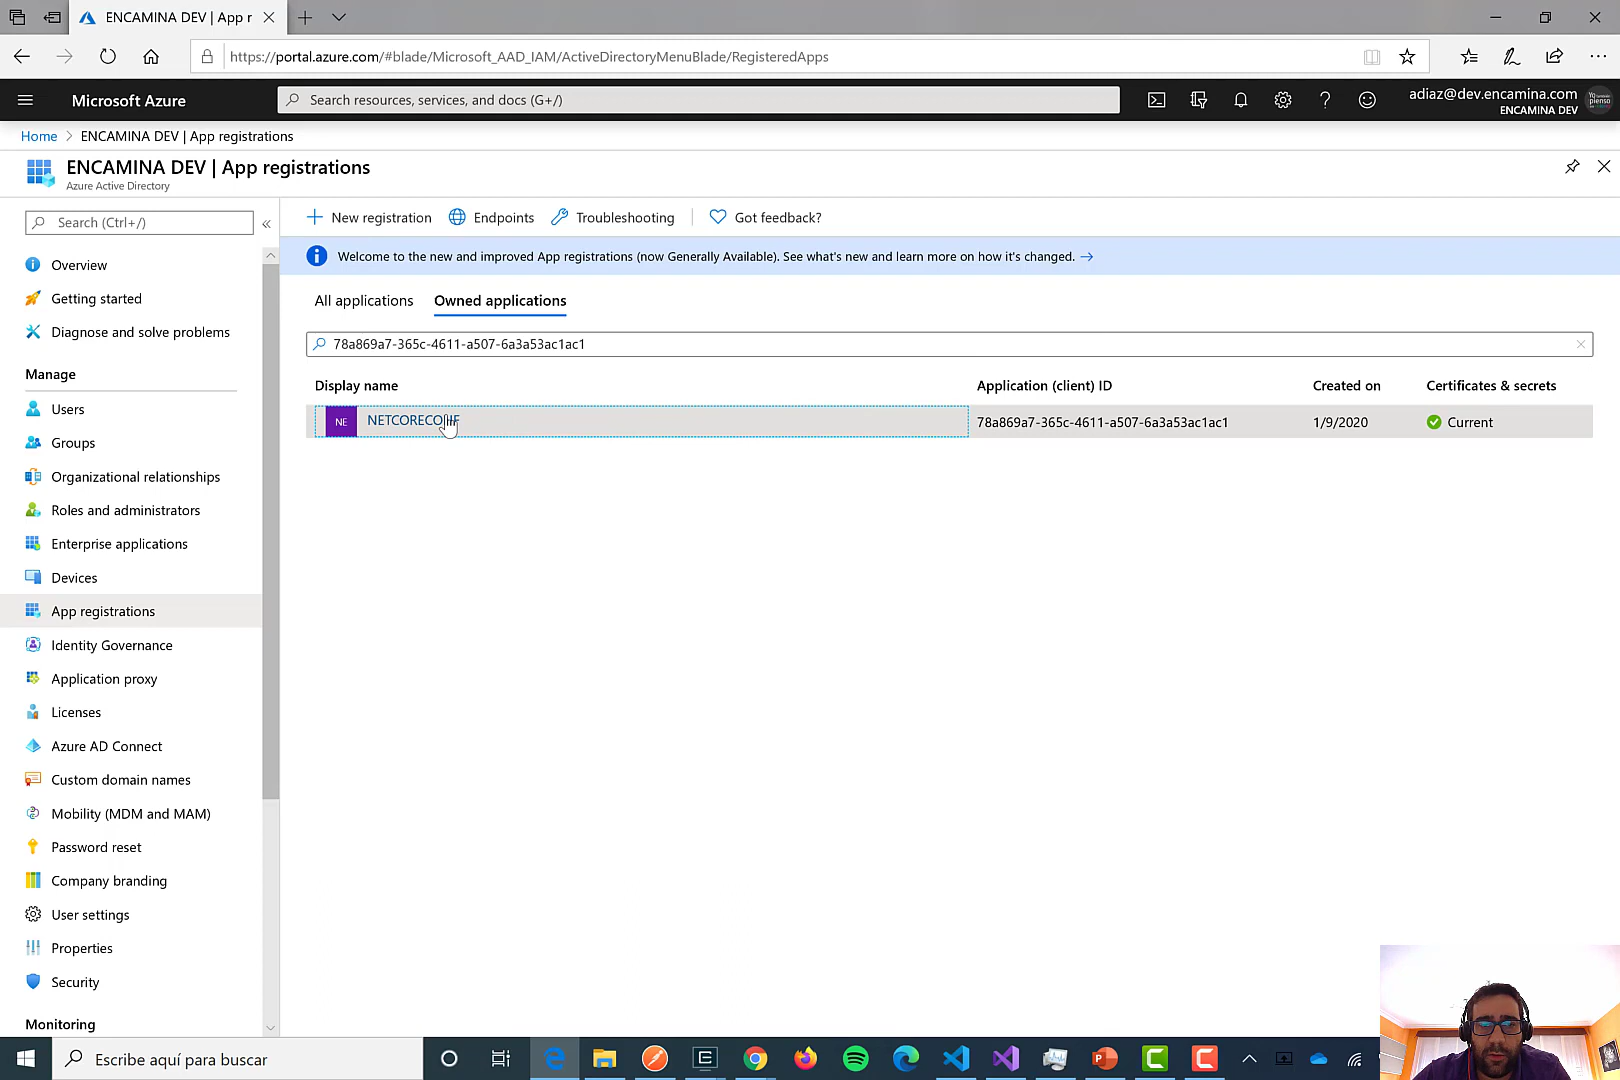 ENCAMINA DEV | App r
https://portal.azure.com/#blade/Microsoft_AAD_IAM/ActiveDirectoryMenuBlade/RegisteredApps
Microsoft Azure
Search resources, services, and docs (G+/)
adiaz@dev.encamina.com
ENCAMINA DEV
Home > ENCAMINA DEV | App registrations
ENCAMINA DEV | App registrations
Azure Active Directory
Search (Ctrl+/)
Overview
Getting started
Diagnose and solve problems
Manage
Users
Groups
Organizational relationships
Roles and administrators
Enterprise applications
Devices
App registrations
Identity Governance
Application proxy
Licenses
Azure AD Connect
Custom domain names
Mobility (MDM and MAM)
Password reset
Company branding
User settings
Properties
Security
Monitoring
New registration
Endpoints
Troubleshooting
Got feedback?
Welcome to the new and improved App registrations (now Generally Available). See what's new and learn more on how it's changed.
All applications
Owned applications
78a869a7-365c-4611-a507-6a3a53ac1ac1
Display name Application (client) ID Created on Certificates & secrets
NE 78a869a7-365c-4611-a507-6a3a53ac1ac1 1/9/2020 Current
Escribe aquí para buscar